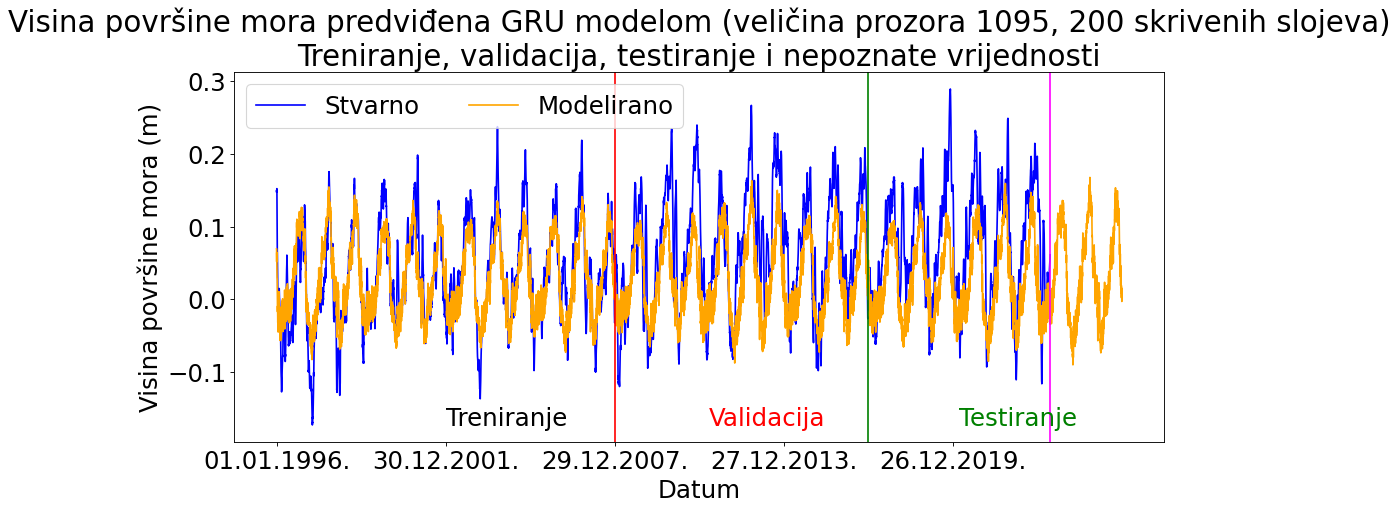 Visina površine mora predviđena GRU modelom (veličina prozora 1095, 200 skrivenih slojeva)
Treniranje, validacija, testiranje i nepoznate vrijednosti
Stvarno Modelirano
Visina površine mora (m)
0.3
0.2
0.1
0.0
−0.1
Treniranje Validacija Testiranje
01.01.1996. 30.12.2001. 29.12.2007. 27.12.2013. 26.12.2019.
Datum